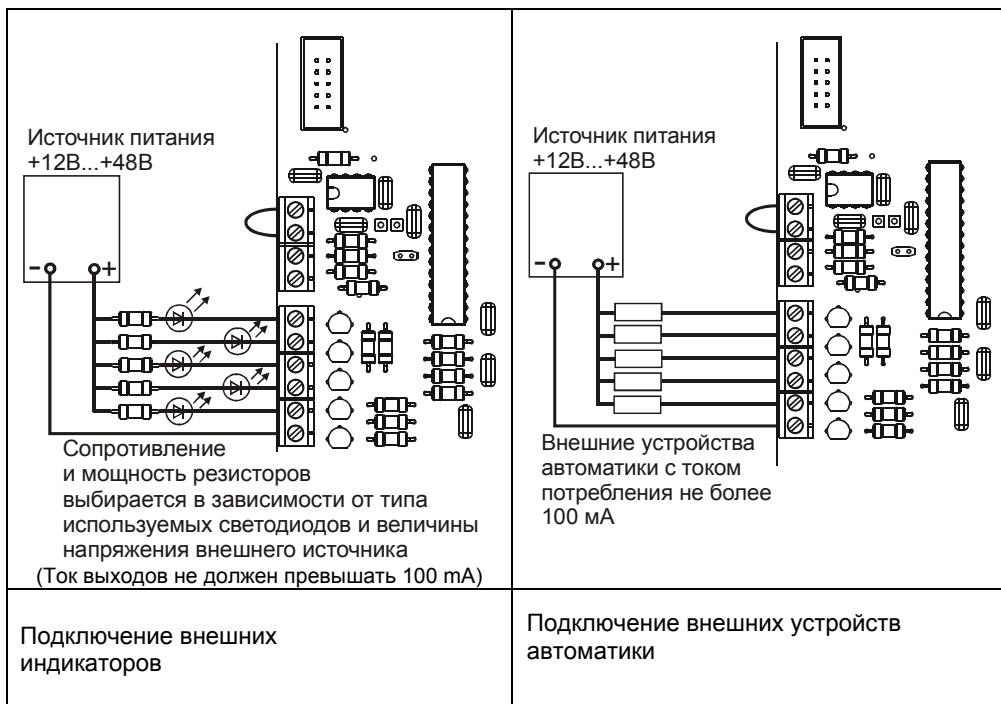 Источник питания
+12В...+48В
- +
Сопротивление
и мощность резисторов
выбирается в зависимости от типа
используемых светодиодов и величины
напряжения внешнего источника
(Ток выходов не должен превышать 100 mA)
Источник питания
+12В...+48В
- +
Внешние устройства
автоматики с током
потребления не более
100 мА
Подключение внешних
индикаторов
Подключение внешних устройств
автоматики